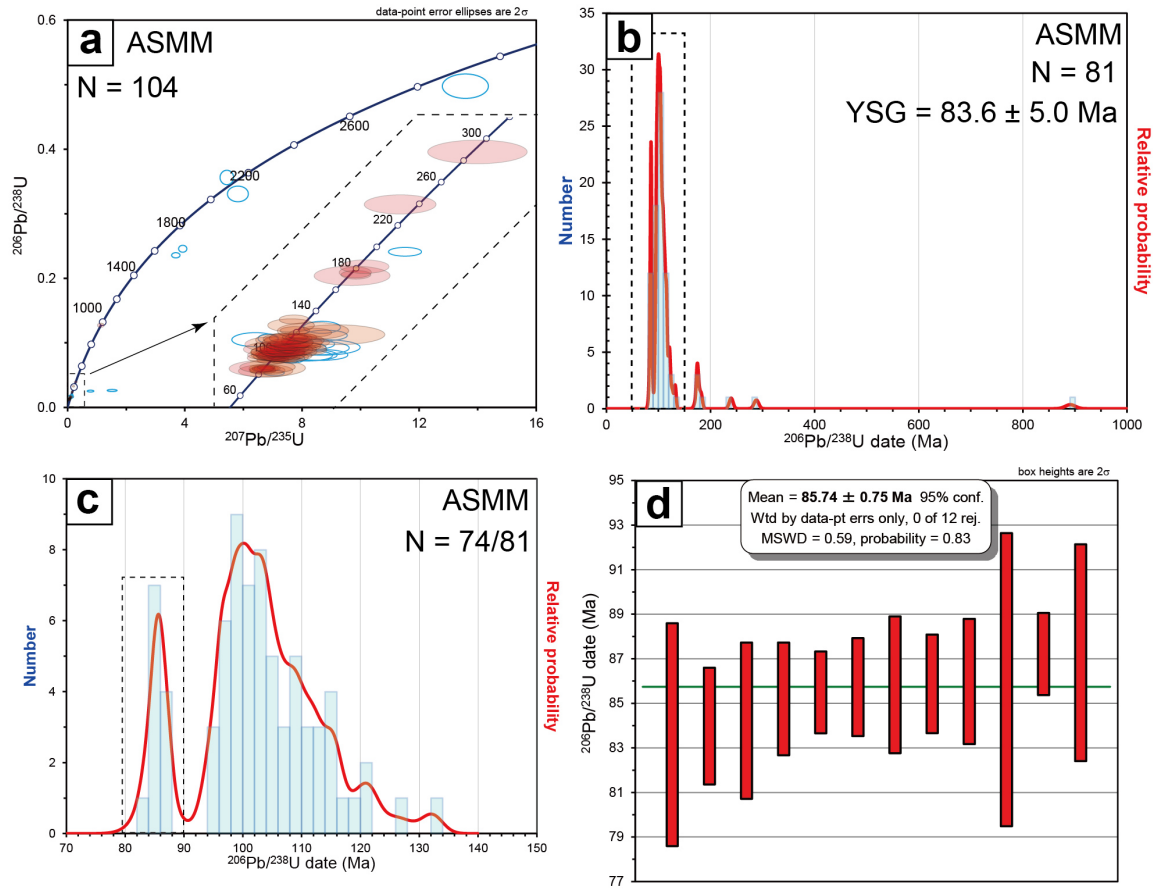 data-point error ellipses are 2σ
a ASMM
N = 104
0.6
0.4
0.2
0.0
206Pb/238U
0
4
8
12
16
207Pb/235U
1000
1400
1800
2200
2600
60
140
180
220
260
300
b
ASMM
N = 81
YSG = 83.6 ± 5.0 Ma
35
30
25
20
15
10
5
0
Number
Relative probability
0
200
400
600
800
1000
206Pb/238U date (Ma)
c
ASMM
N = 74/81
10
8
6
4
2
0
Number
Relative probability
70
80
90
100
110
120
130
140
150
206Pb/238U date (Ma)
box heights are 2σ
d
Mean = 85.74 ± 0.75 Ma 95% conf.
Wtd by data-pt errs only, 0 of 12 rej.
MSWD = 0.59, probability = 0.83
95
93
91
89
87
85
83
81
79
77
206Pb/238U date (Ma)